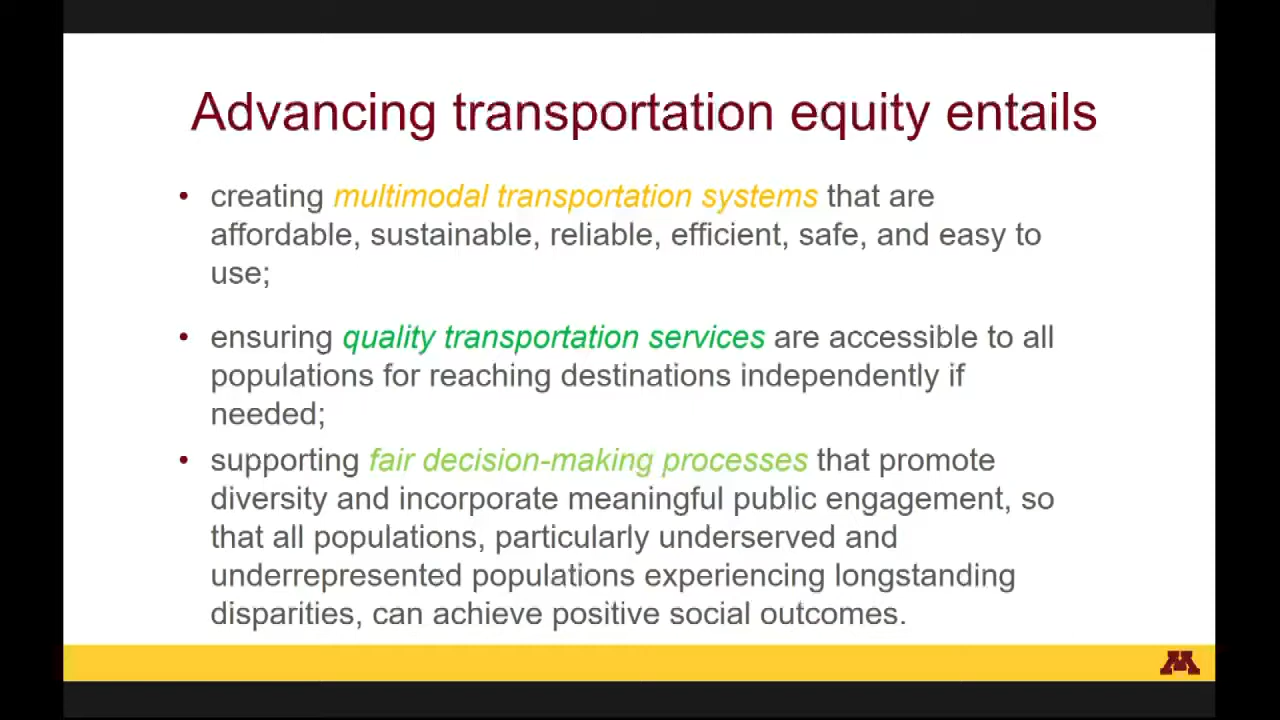 Advancing transportation equity entails
• creating multimodal transportation systems that are
affordable, sustainable, reliable, efficient, safe, and easy to
use;
• ensuring quality transportation services are accessible to all
populations for reaching destinations independently if
needed;
• supporting fair decision-making processes that promote
diversity and incorporate meaningful public engagement, so
that all populations, particularly underserved and
underrepresented populations experiencing longstanding
disparities, can achieve positive social outcomes.
M